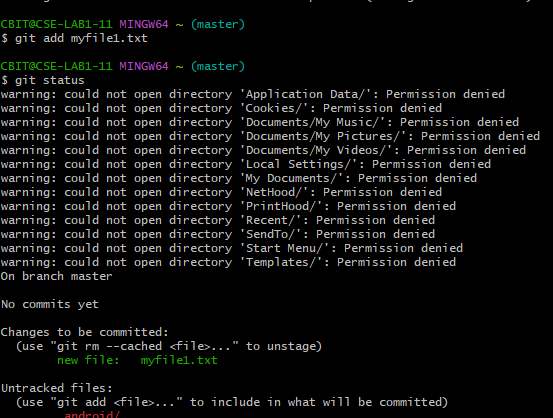 CBIT@CSE-LAB1-11 MINGW64 ~ (master)
$ git add myfile1.txt
CBIT@CSE-LAB1-11 MINGW64 ~ (master)
$ git status
warning: could not open directory 'Application Data/': Permission denied
warning: could not open directory 'Cookies/': Permission denied
warning: could not open directory 'Documents/My Music/': Permission denied
warning: could not open directory 'Documents/My Pictures/': Permission denied
warning: could not open directory 'Documents/My Videos/': Permission denied
warning: could not open directory 'Local Settings/': Permission denied
warning: could not open directory 'My Documents/': Permission denied
warning: could not open directory 'NetHood/': Permission denied
warning: could not open directory 'PrintHood/': Permission denied
warning: could not open directory 'Recent/': Permission denied
warning: could not open directory 'SendTo/': Permission denied
warning: could not open directory 'Start Menu/': Permission denied
warning: could not open directory 'Templates/': Permission denied
On branch master
No commits yet
Changes to be committed:
(use "git rm --cached <file>..." to unstage)
new file: myfile1.txt
Untracked files:
(use "git add <file>..." to include in what will be committed)
android/